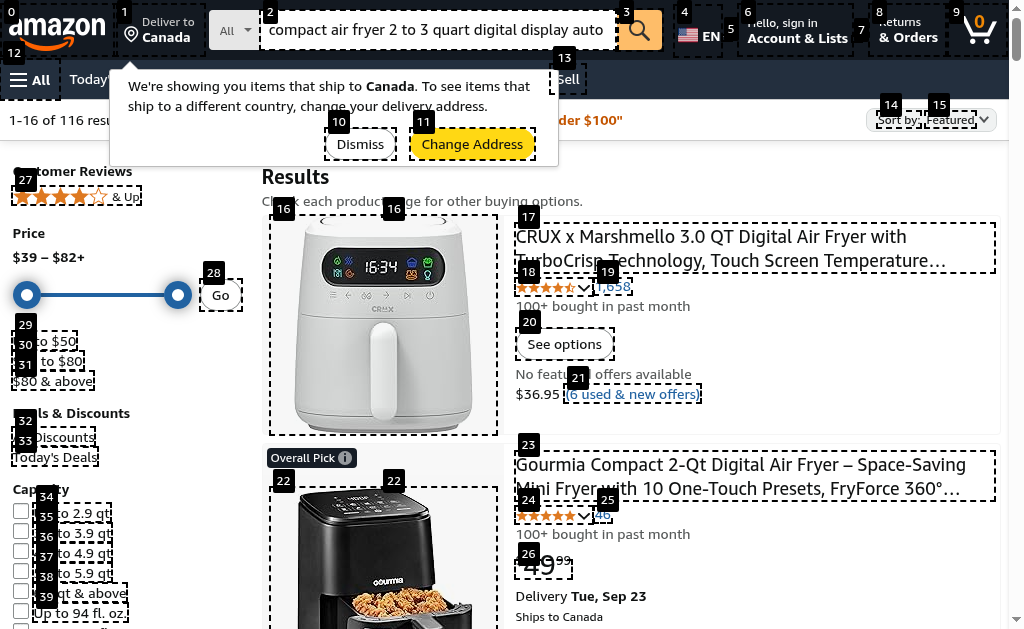 amazon
Deliver to
Canada
All
compact air fryer 2 to 3 quart digital display auto
EN
Hello, sign in
Account & Lists
Returns
& Orders
0
All
Today'
Sell
We're showing you items that ship to Canada. To see items that
ship to a different country, change your delivery address.
Dismiss
Change Address
1-16 of 116
der $100"
Sort by: Featured
Customer Reviews
& Up
Price
$39 – $82+
Go
to $50
to $80
$80 & above
Deals & Discounts
Discounts
Today's Deals
Capacity
to 2.9 qt
to 3.9 qt
to 4.9 qt
to 5.9 qt
qt & above
Up to 94 fl. oz.
Results
Check each product page for other buying options.
16:34
CRUX
CRUX x Marshmello 3.0 QT Digital Air Fryer with
TurboCrisp Technology, Touch Screen Temperature…
1,658
100+ bought in past month
See options
No featured offers available
$36.95 (6 used & new offers)
Overall Pick
gourmia
Gourmia Compact 2-Qt Digital Air Fryer – Space-Saving
Mini Fryer with 10 One-Touch Presets, FryForce 360°…
46
100+ bought in past month
49 99
Delivery Tue, Sep 23
Ships to Canada
0
1
2
3
4
5
6
7
8
9
10
11
12
13
14
15
16
16
17
18
19
20
21
22
22
23
24
25
26
27
28
29
30
31
32
33
34
35
36
37
38
39